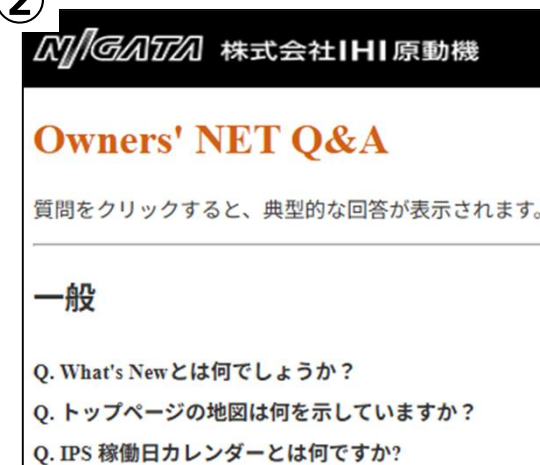 ②
NIIGATA 株式会社IHI原動機
Owners' NET Q&A
質問をクリックすると、典型的な回答が表示されます。
一般
Q. What's Newとは何でしょうか？
Q. トップページの地図は何を示していますか？
Q. IPS 稼働日カレンダーとは何ですか?